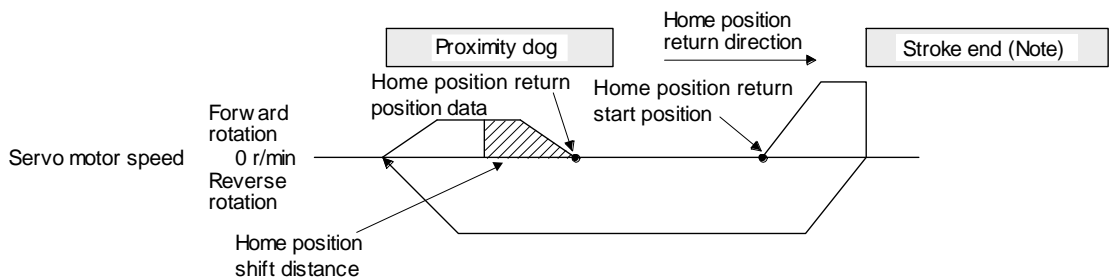 Home position
return direction
Proximity dog
Stroke end (Note)
Home position return
position data
Home position return
start position
Forward
rotation
Servo motor speed
0 r/min
Reverse
rotation
Home position
shift distance